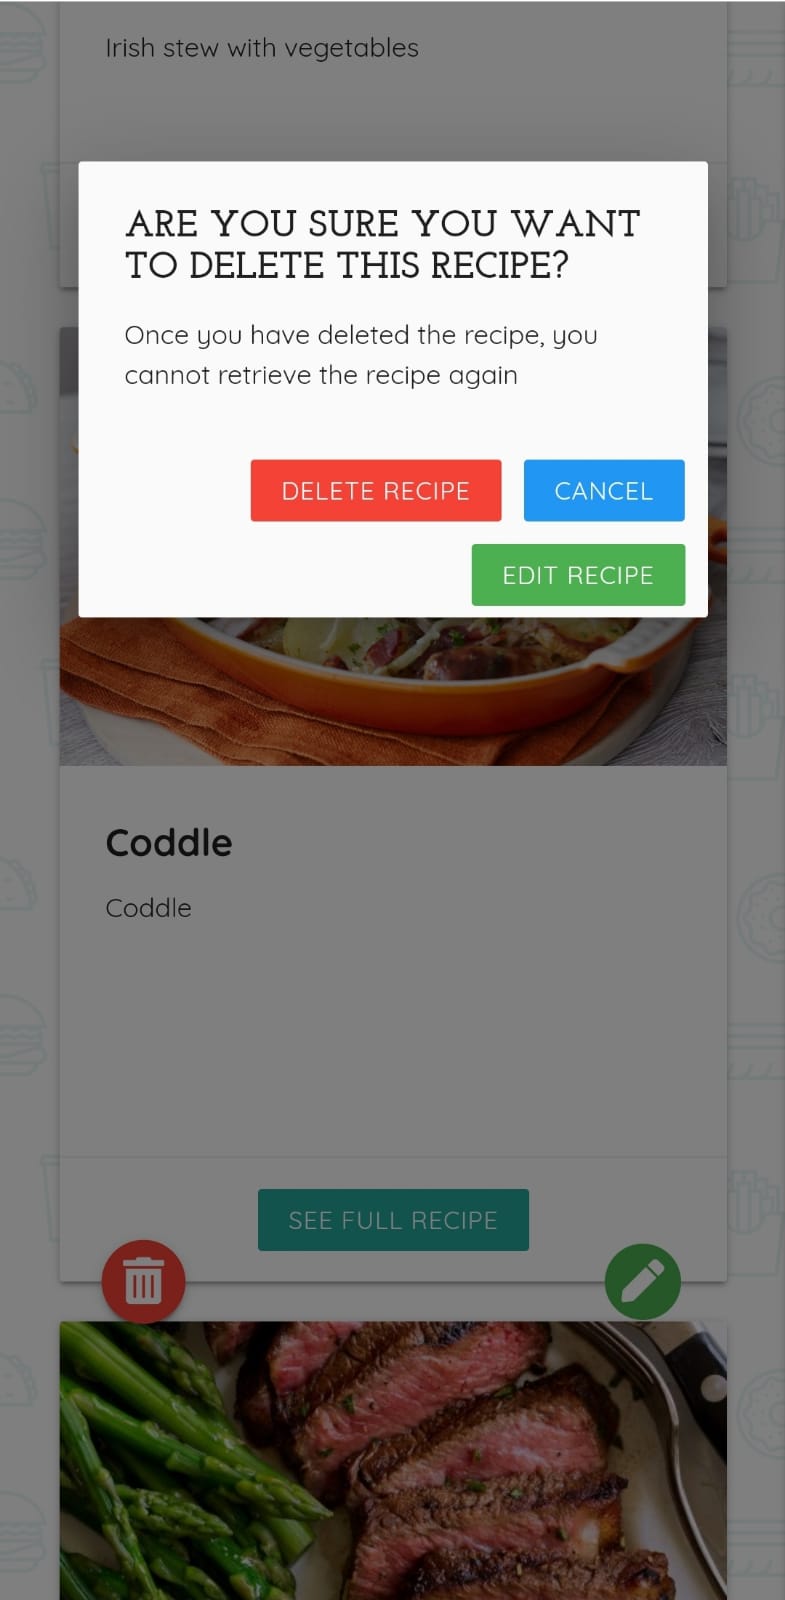 Irish stew with vegetables
ARE YOU SURE YOU WANT
TO DELETE THIS RECIPE?
Once you have deleted the recipe, you
cannot retrieve the recipe again
DELETE RECIPE
CANCEL
EDIT RECIPE
Coddle
Coddle
SEE FULL RECIPE